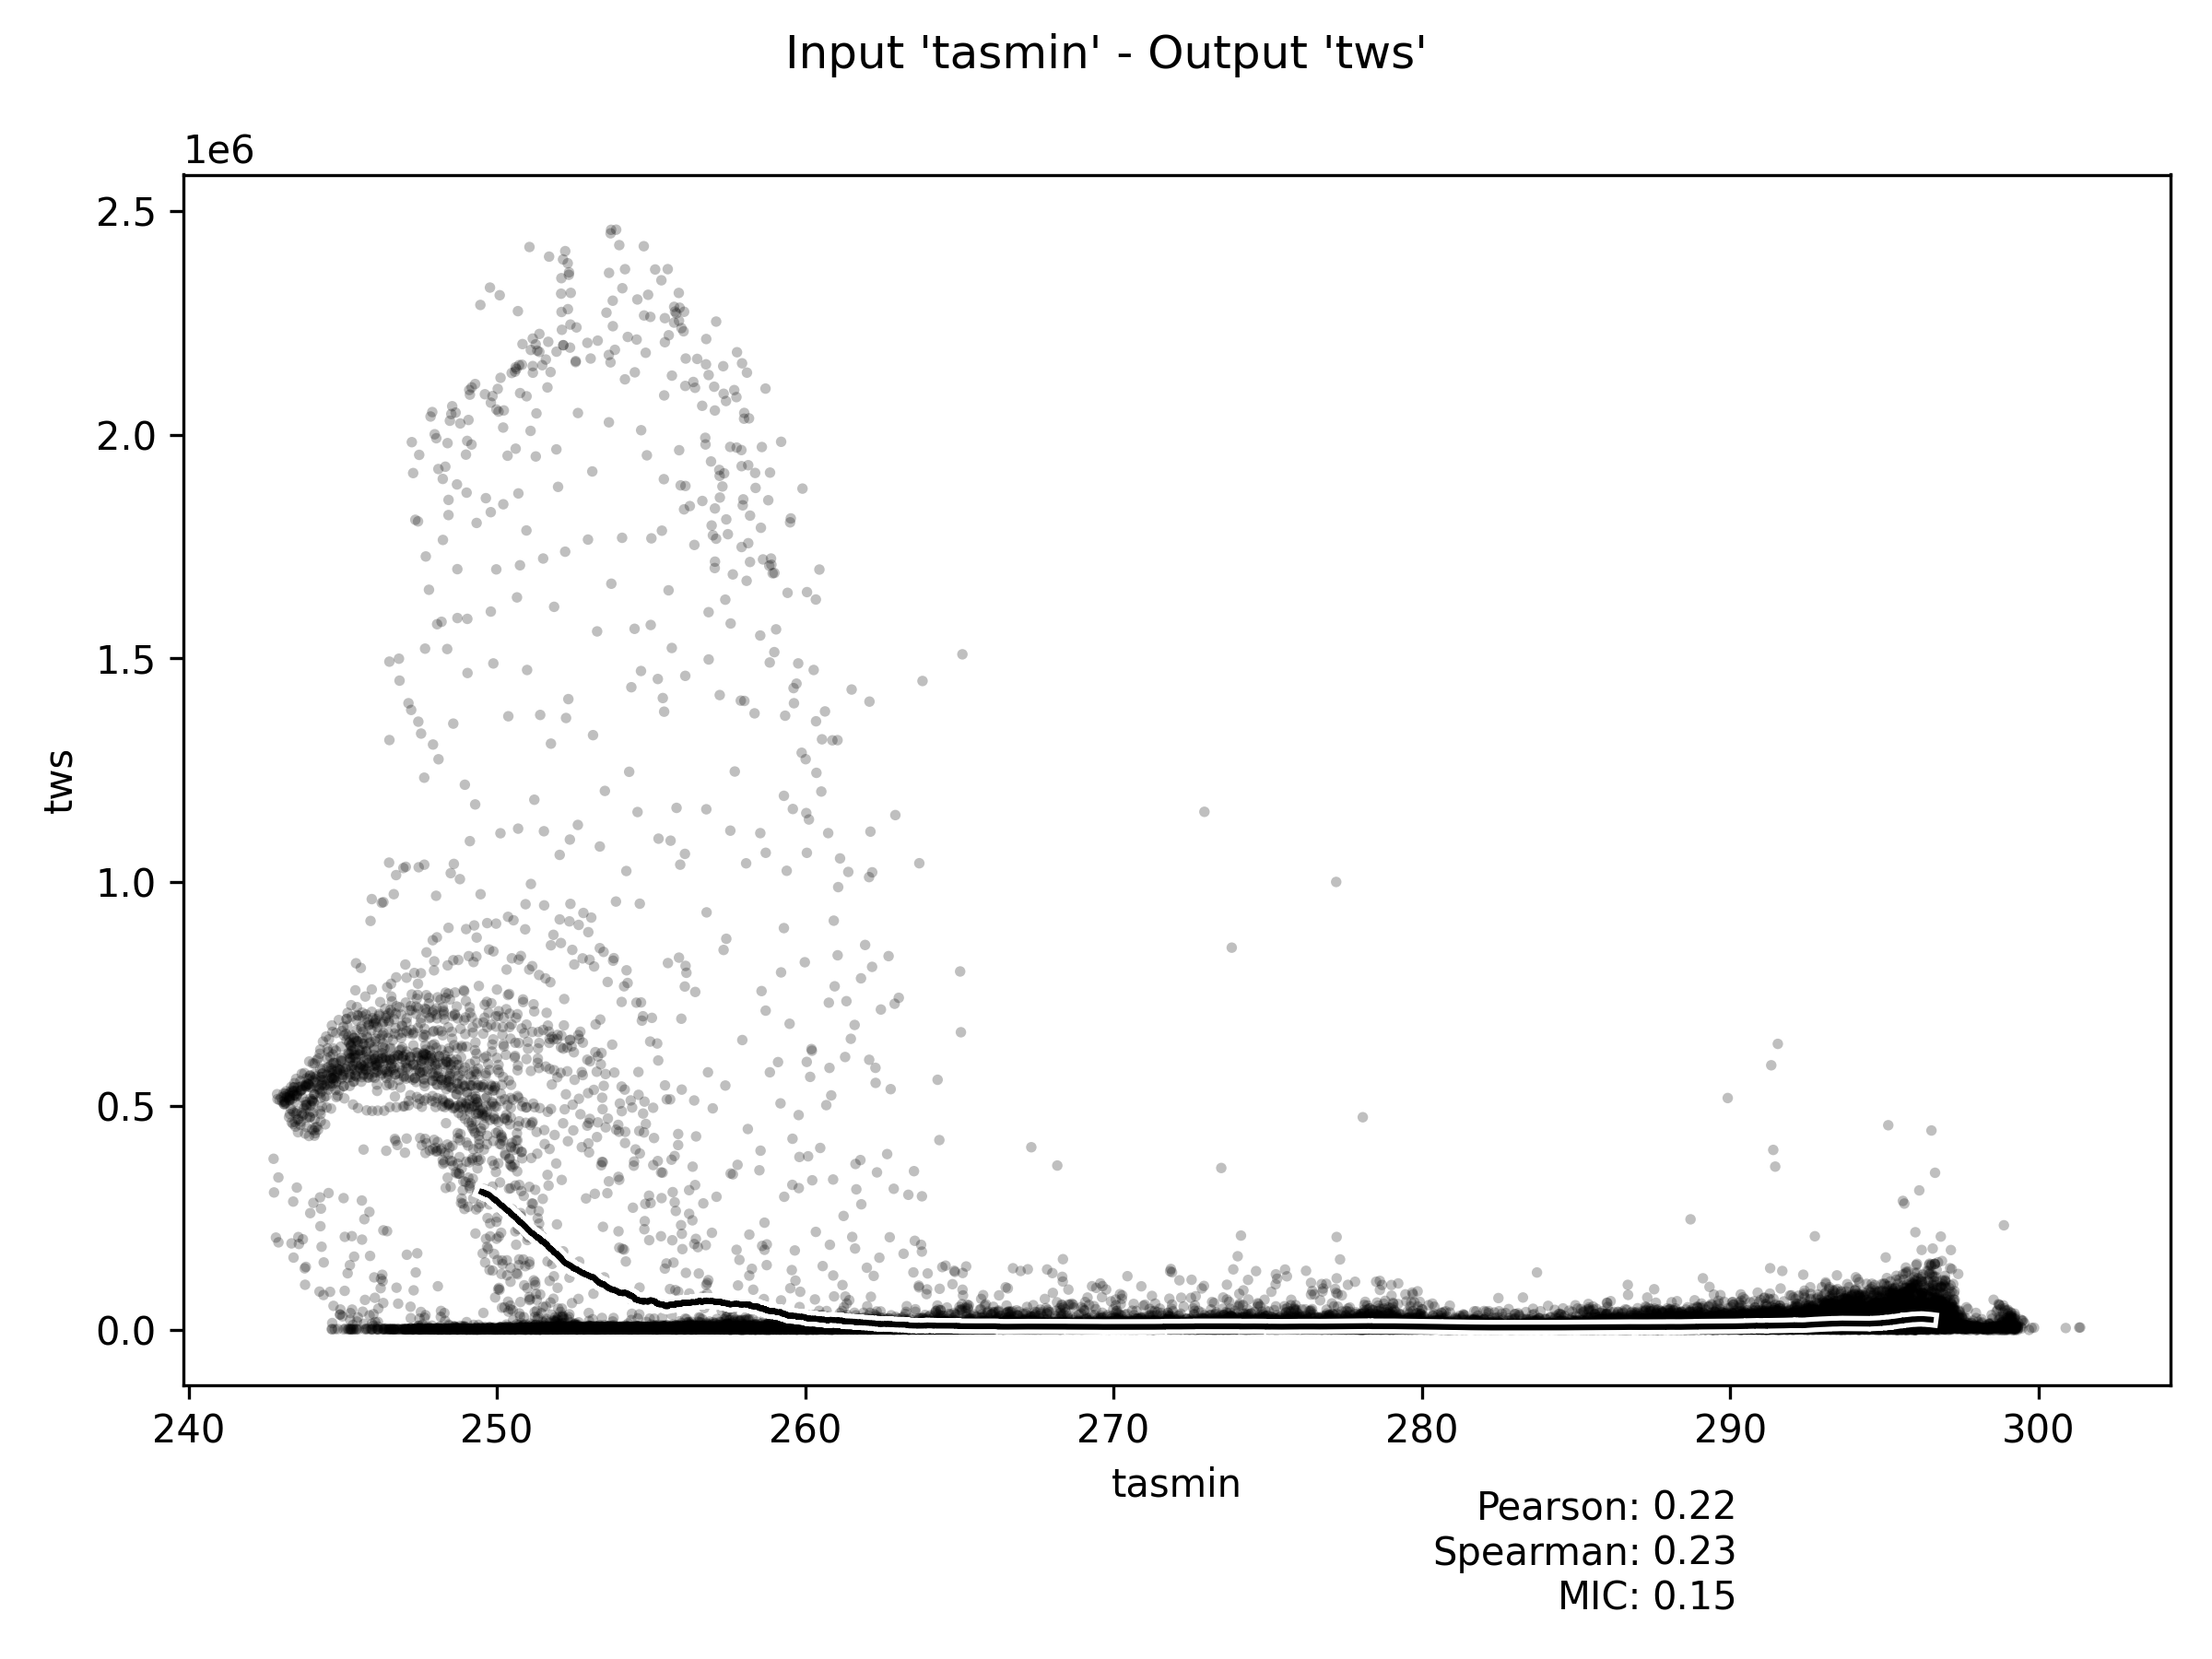 Input 'tasmin' - Output 'tws'
1e6
2.5
2.0
1.5
1.0
0.5
0.0
tws
240 250 260 270 280 290 300
tasmin
Pearson: 0.22
Spearman: 0.23
MIC: 0.15